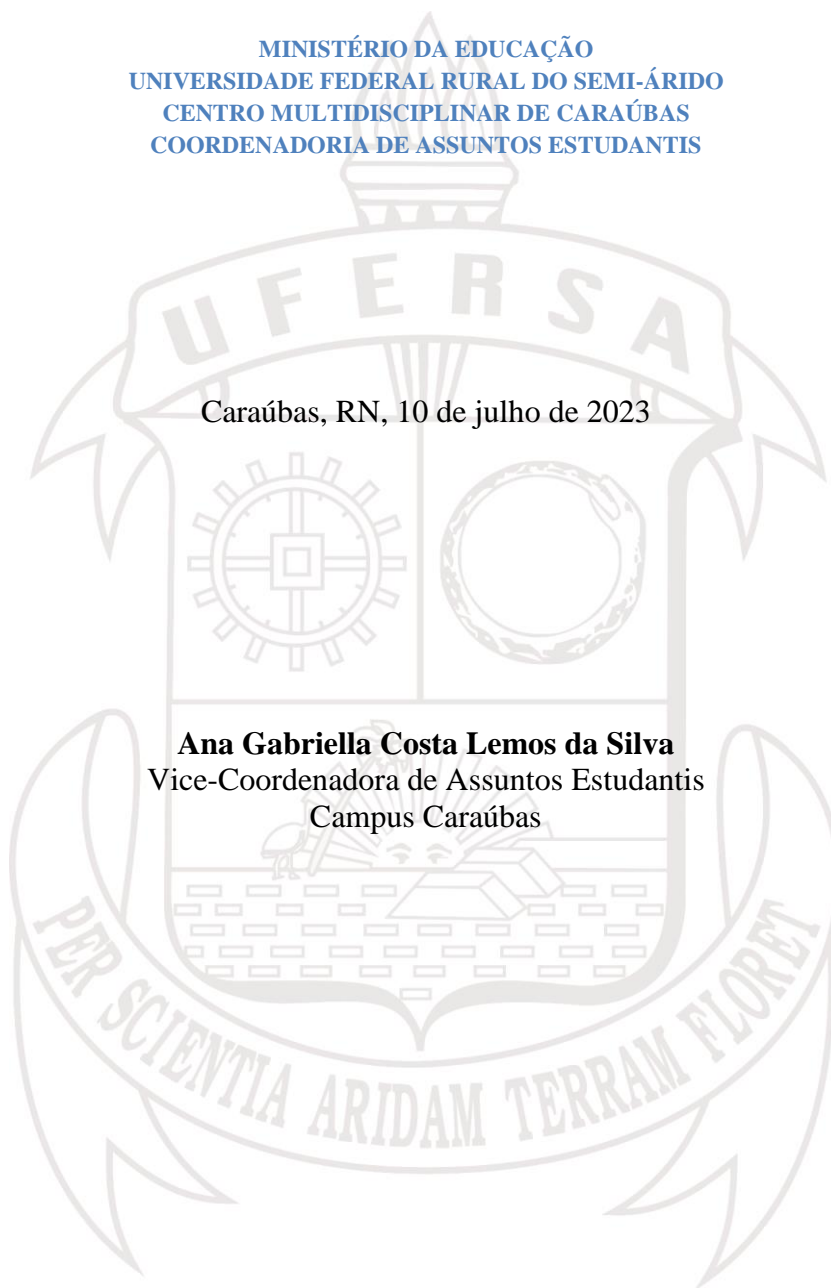 MINISTÉRIO DA EDUCAÇÃO
UNIVERSIDADE FEDERAL RURAL DO SEMI-ÁRIDO
CENTRO MULTIDISCIPLINAR DE CARAÚBAS
COORDENADORIA DE ASSUNTOS ESTUDANTIS
UFERSA
Caraúbas, RN, 10 de julho de 2023
Ana Gabriella Costa Lemos da Silva
Vice-Coordenadora de Assuntos Estudantis
Campus Caraúbas
PER SCIENTIA ARIDAM TERRAM FLORET